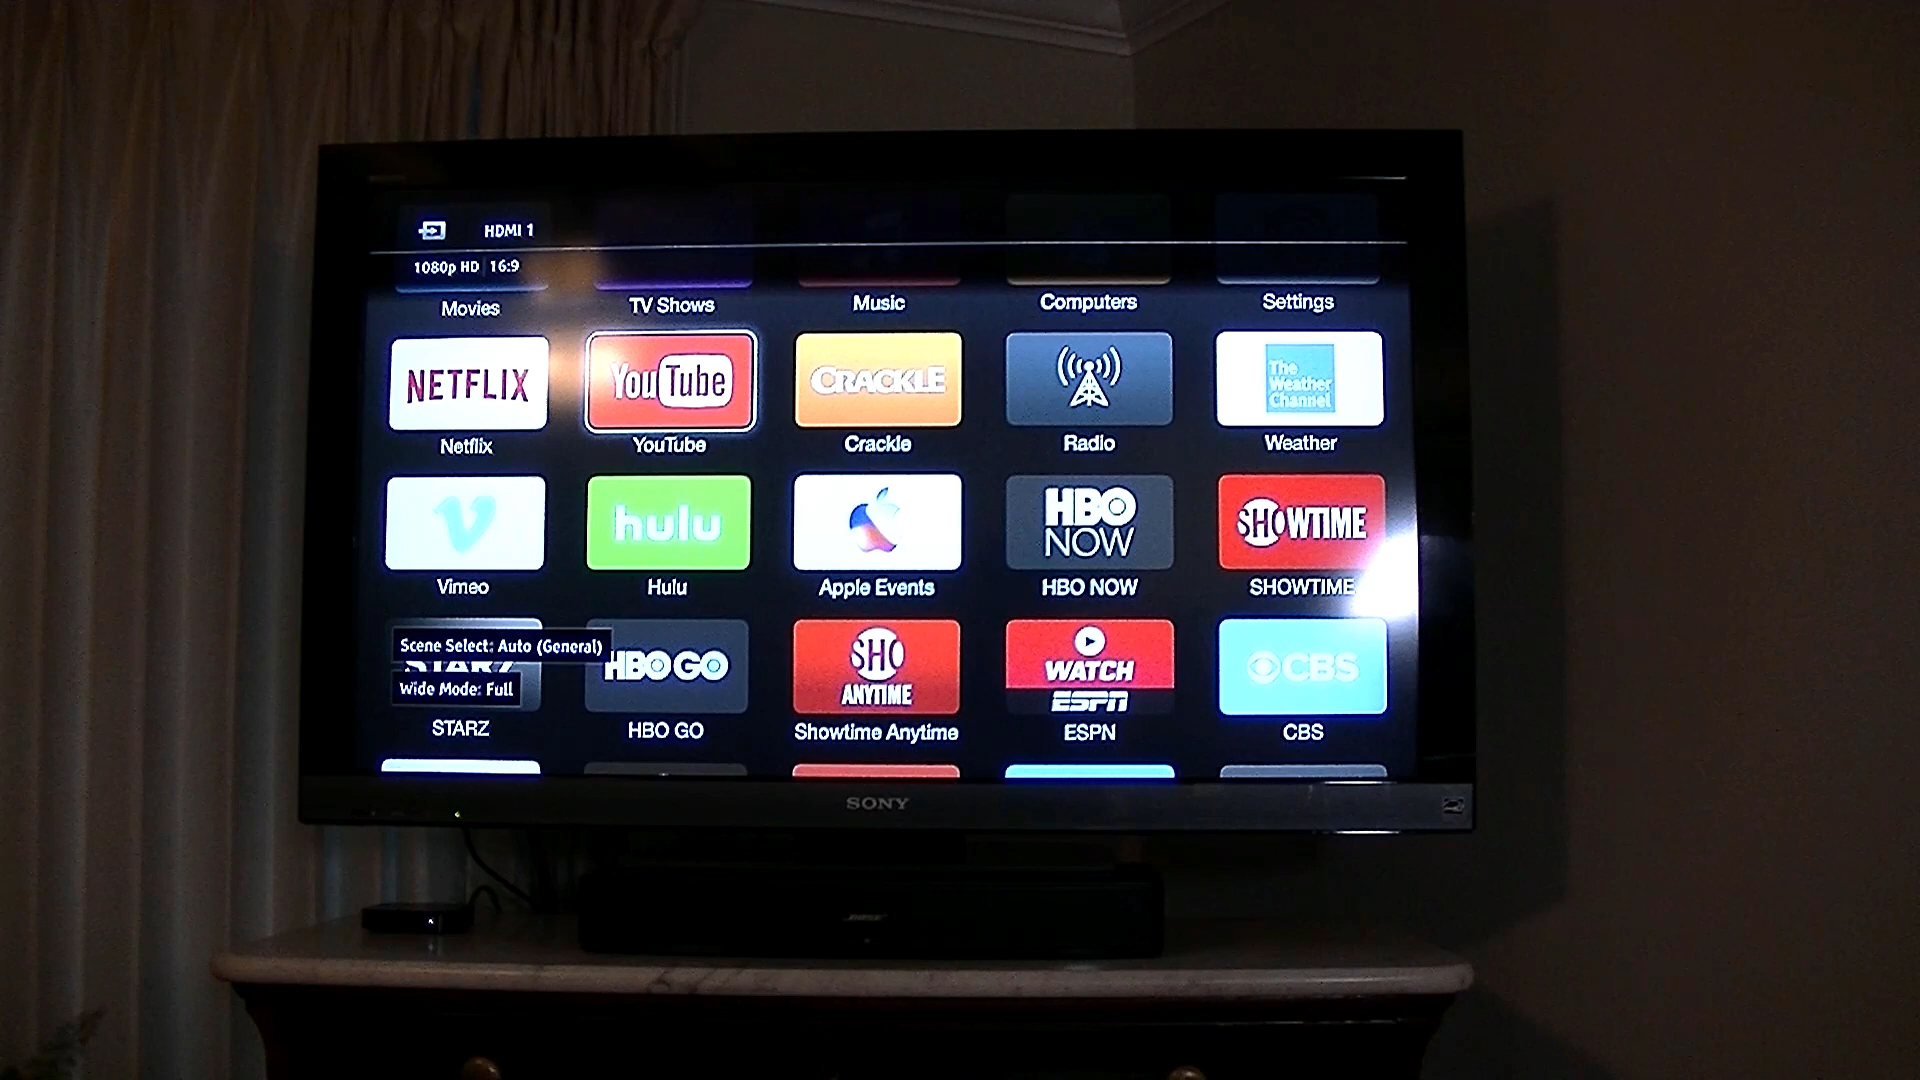 HDMI 1
1080p HD 16:9
Movies TV Shows Music Computers Settings
NETFLIX YouTube CRACKLE The Weather Channel
Netflix YouTube Crackle Radio Weather
hulu HBO NOW SHOWTIME
Vimeo Hulu Apple Events HBO NOW SHOWTIME
Scene Select: Auto (General)
STARZ HBO GO SHO ANYTIME WATCH ESPN CBS
Wide Mode: Full
STARZ HBO GO Showtime Anytime ESPN CBS
SONY
BOSE